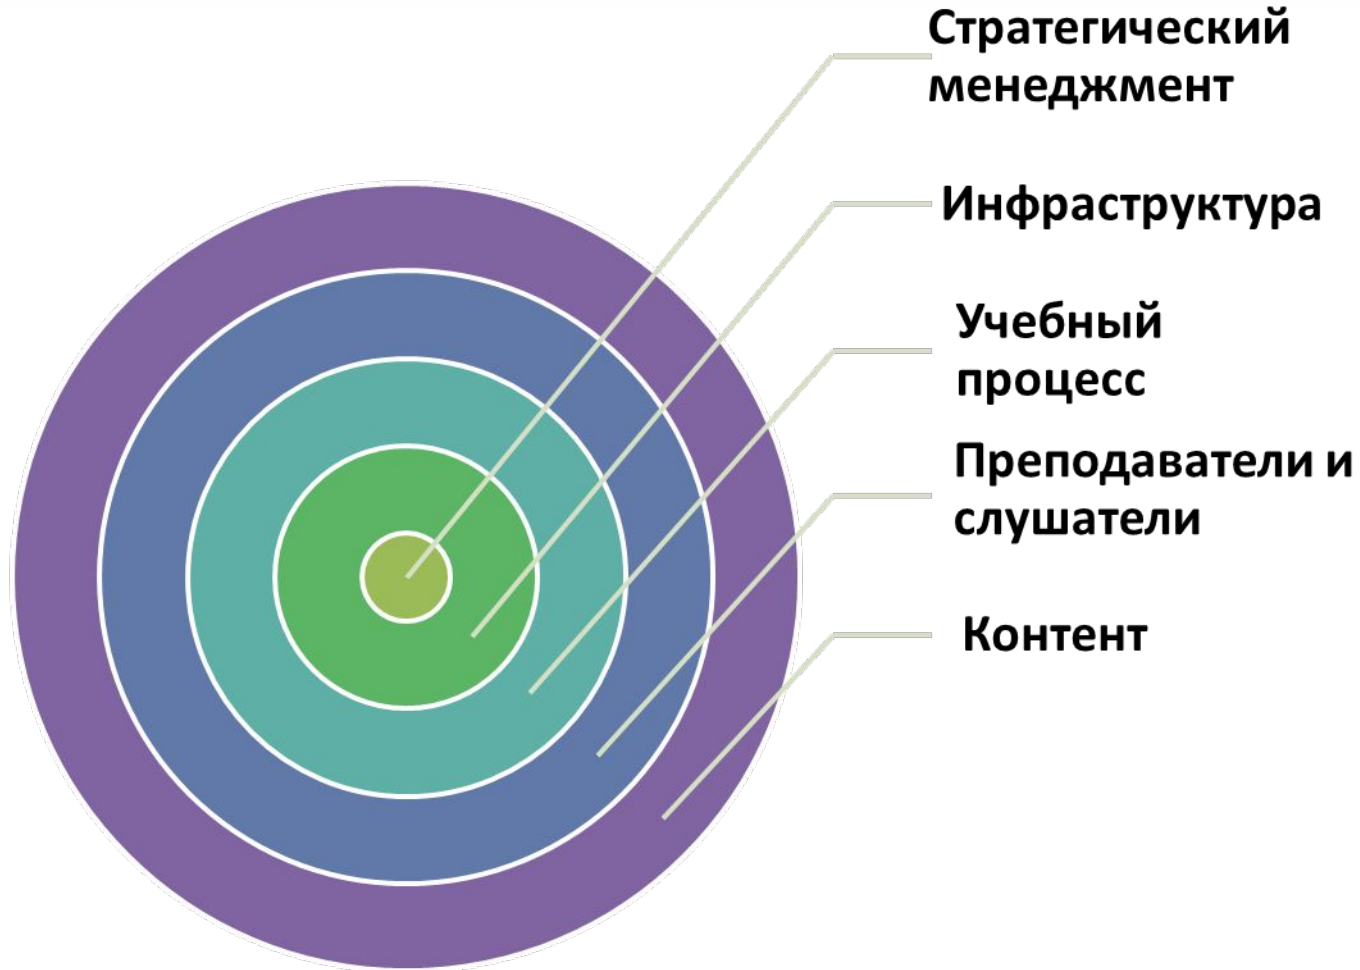 Стратегический
менеджмент
Инфраструктура
Учебный
процесс
Преподаватели и
слушатели
Контент